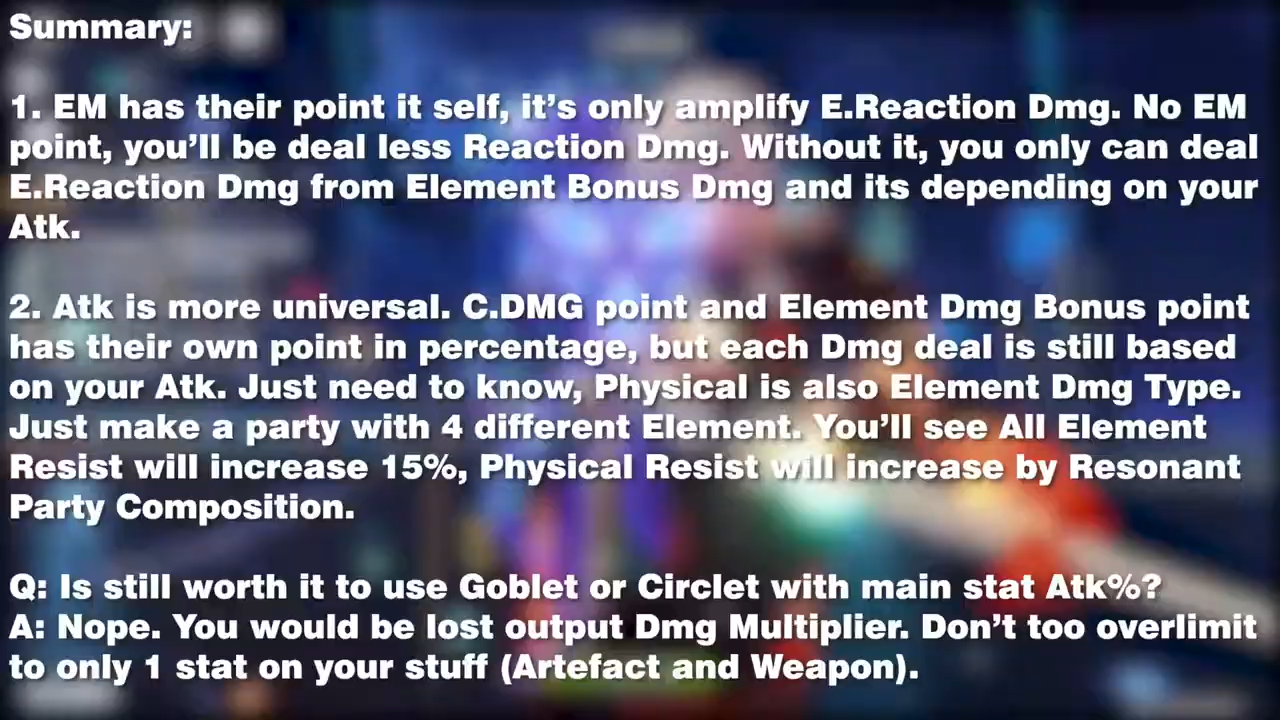 Summary:
1. EM has their point it self, it's only amplify E.Reaction Dmg. No EM
point, you'll be deal less Reaction Dmg. Without it, you only can deal
E.Reaction Dmg from Element Bonus Dmg and its depending on your
Atk.
2. Atk is more universal. C.DMG point and Element Dmg Bonus point
has their own point in percentage, but each Dmg deal is still based
on your Atk. Just need to know, Physical is also Element Dmg Type.
Just make a party with 4 different Element. You'll see All Element
Resist will increase 15%, Physical Resist will increase by Resonant
Party Composition.
Q: Is still worth it to use Goblet or Circlet with main stat Atk%?
A: Nope. You would be lost output Dmg Multiplier. Don't too overlimit
to only 1 stat on your stuff (Artefact and Weapon).